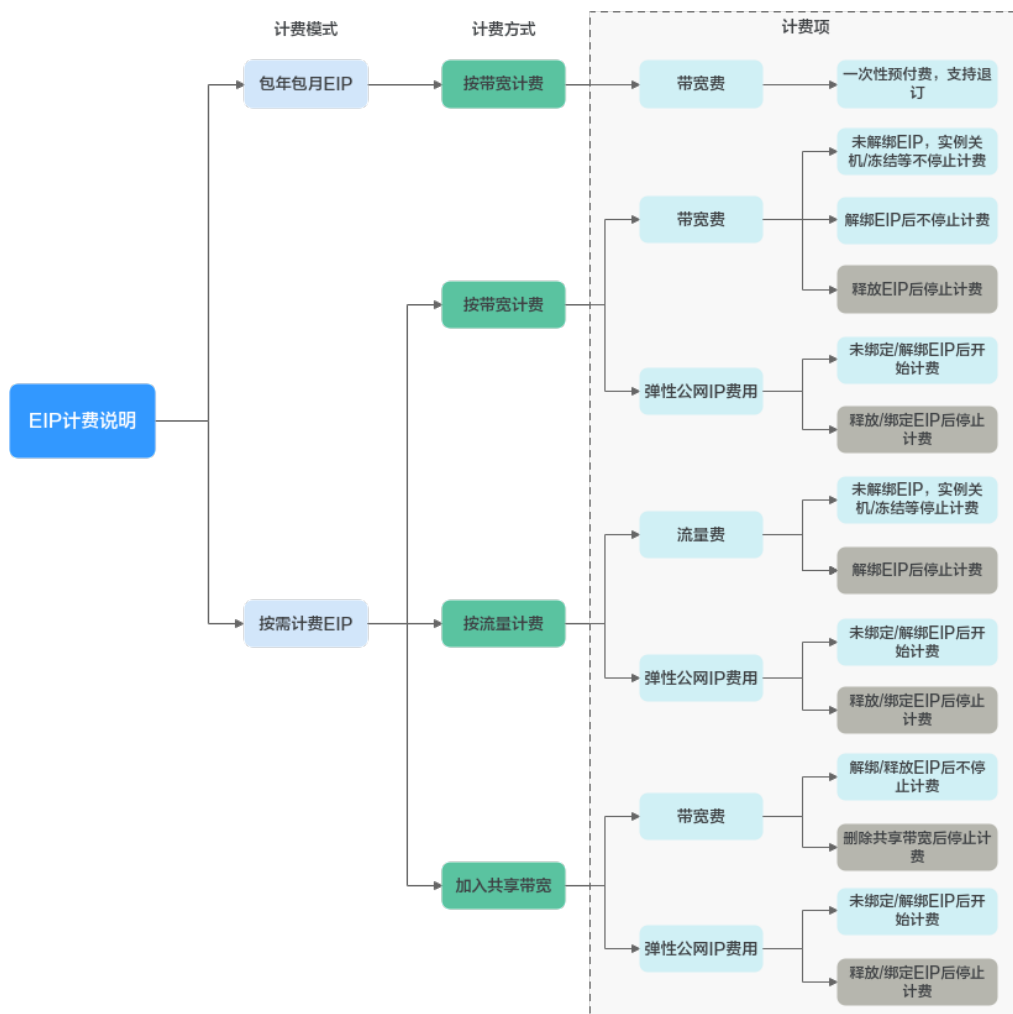 计费模式
计费方式
计费项
EIP计费说明
包年包月EIP
按带宽计费
带宽费
一次性预付费，支持退
订
按需计费EIP
按带宽计费
带宽费
未解绑EIP，实例关
机/冻结等不停止计费
解绑EIP后不停止计费
释放EIP后停止计费
弹性公网IP费用
未绑定/解绑EIP后开
始计费
释放/绑定EIP后停止
计费
按流量计费
流量费
未解绑EIP，实例关
机/冻结等停止计费
解绑EIP后停止计费
弹性公网IP费用
未绑定/解绑EIP后开
始计费
释放/绑定EIP后停止
计费
加入共享带宽
带宽费
解绑/释放EIP后不停
止计费
删除共享带宽后停止计
费
弹性公网IP费用
未绑定/解绑EIP后开
始计费
释放/绑定EIP后停止
计费